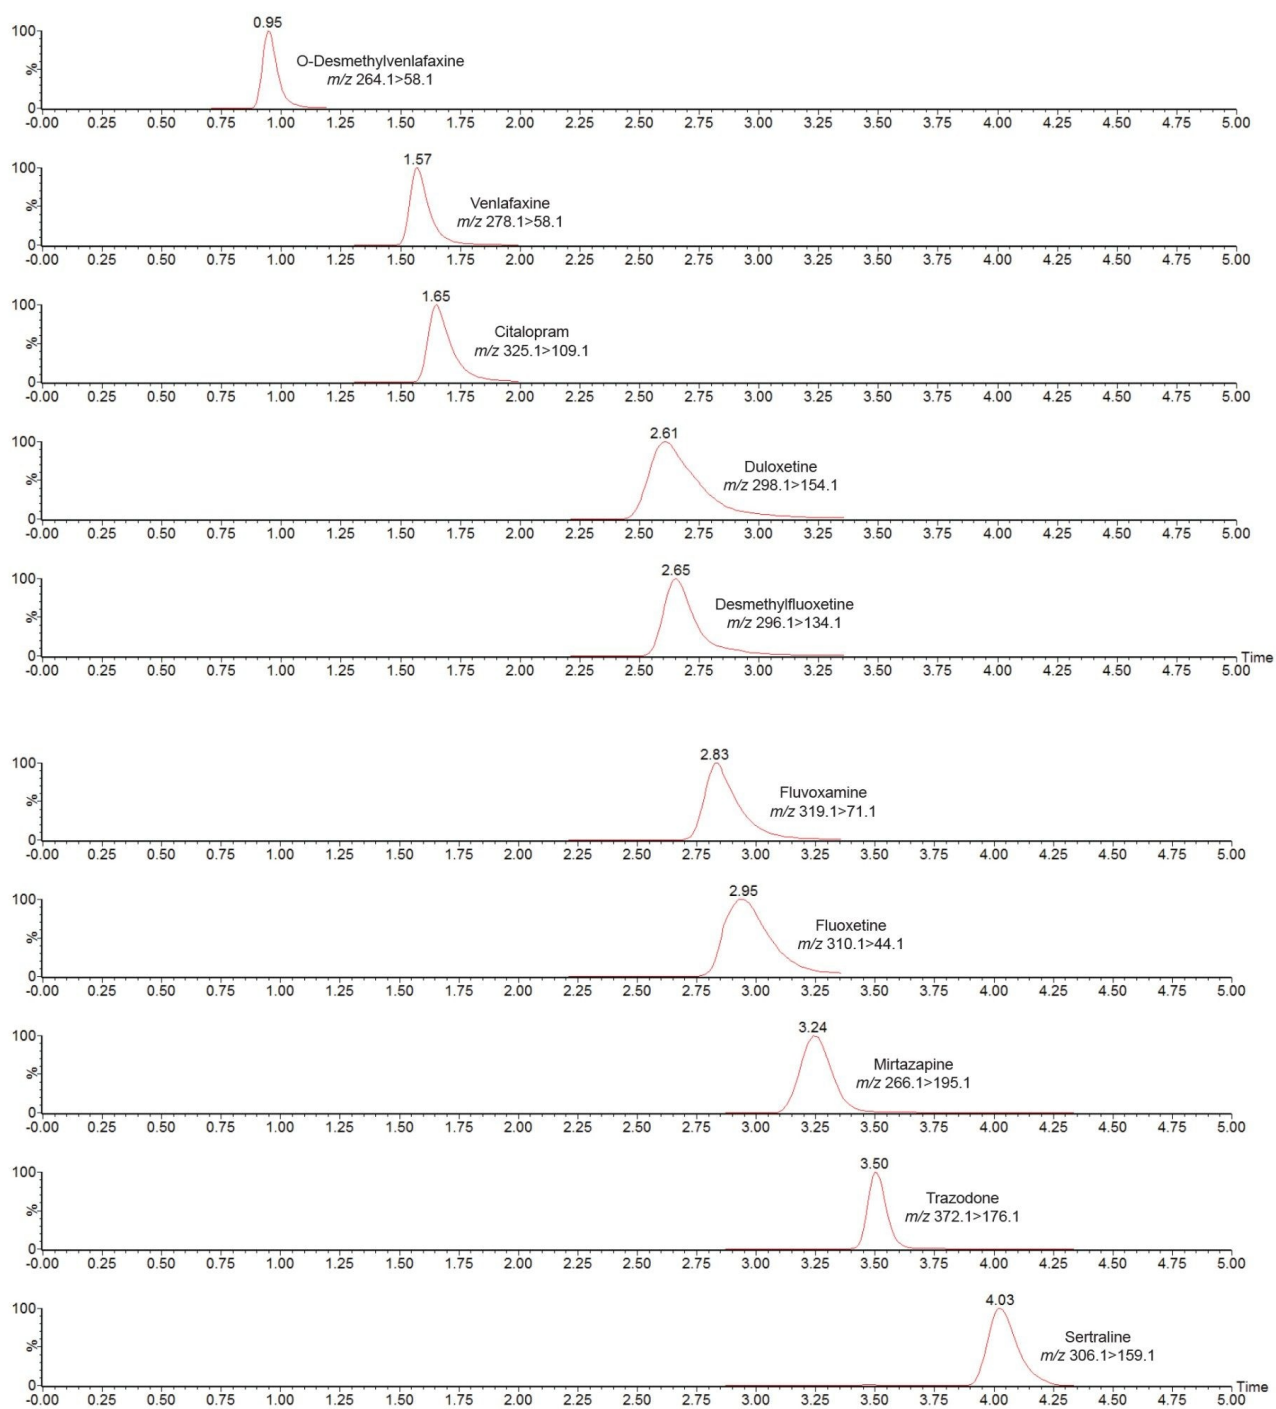 0.95
100
O-Desmethylvenlafaxine
%
m/z 264.1>58.1
0
-0.00 0.25 0.50 0.75 1.00 1.25 1.50 1.75 2.00 2.25 2.50 2.75 3.00 3.25 3.50 3.75 4.00 4.25 4.50 4.75 5.00
1.57
100
Venlafaxine
%
m/z 278.1>58.1
0
-0.00 0.25 0.50 0.75 1.00 1.25 1.50 1.75 2.00 2.25 2.50 2.75 3.00 3.25 3.50 3.75 4.00 4.25 4.50 4.75 5.00
1.65
100
Citalopram
%
m/z 325.1>109.1
0
-0.00 0.25 0.50 0.75 1.00 1.25 1.50 1.75 2.00 2.25 2.50 2.75 3.00 3.25 3.50 3.75 4.00 4.25 4.50 4.75 5.00
2.61
100
Duloxetine
%
m/z 298.1>154.1
0
-0.00 0.25 0.50 0.75 1.00 1.25 1.50 1.75 2.00 2.25 2.50 2.75 3.00 3.25 3.50 3.75 4.00 4.25 4.50 4.75 5.00
2.65
100
Desmethylfluoxetine
%
m/z 296.1>134.1
0
Time
-0.00 0.25 0.50 0.75 1.00 1.25 1.50 1.75 2.00 2.25 2.50 2.75 3.00 3.25 3.50 3.75 4.00 4.25 4.50 4.75 5.00
2.83
100
Fluvoxamine
%
m/z 319.1>71.1
0
-0.00 0.25 0.50 0.75 1.00 1.25 1.50 1.75 2.00 2.25 2.50 2.75 3.00 3.25 3.50 3.75 4.00 4.25 4.50 4.75 5.00
2.95
100
Fluoxetine
%
m/z 310.1>44.1
0
-0.00 0.25 0.50 0.75 1.00 1.25 1.50 1.75 2.00 2.25 2.50 2.75 3.00 3.25 3.50 3.75 4.00 4.25 4.50 4.75 5.00
3.24
100
Mirtazapine
%
m/z 266.1>195.1
0
-0.00 0.25 0.50 0.75 1.00 1.25 1.50 1.75 2.00 2.25 2.50 2.75 3.00 3.25 3.50 3.75 4.00 4.25 4.50 4.75 5.00
3.50
100
Trazodone
%
m/z 372.1>176.1
0
-0.00 0.25 0.50 0.75 1.00 1.25 1.50 1.75 2.00 2.25 2.50 2.75 3.00 3.25 3.50 3.75 4.00 4.25 4.50 4.75 5.00
4.03
100
Sertraline
%
m/z 306.1>159.1
0
Time
-0.00 0.25 0.50 0.75 1.00 1.25 1.50 1.75 2.00 2.25 2.50 2.75 3.00 3.25 3.50 3.75 4.00 4.25 4.50 4.75 5.00